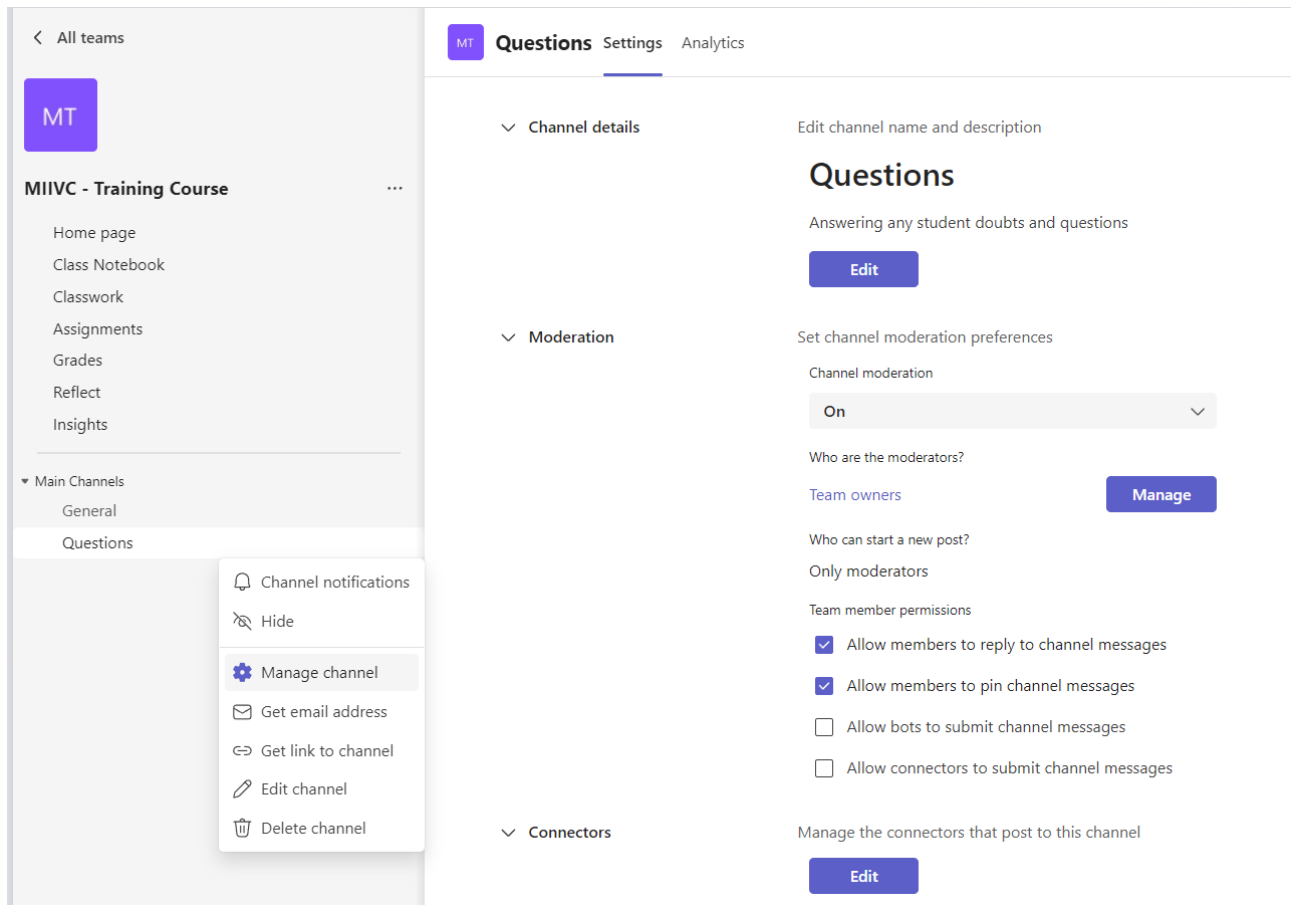 All teams
MT
MIIVC - Training Course
...
Home page
Class Notebook
Classwork
Assignments
Grades
Reflect
Insights
Main Channels
General
Questions
Channel notifications
Hide
Manage channel
Get email address
Get link to channel
Edit channel
Delete channel
MT
Questions Settings Analytics
Channel details
Edit channel name and description
Questions
Answering any student doubts and questions
Edit
Moderation
Set channel moderation preferences
Channel moderation
On
Who are the moderators?
Team owners
Manage
Who can start a new post?
Only moderators
Team member permissions
Allow members to reply to channel messages
Allow members to pin channel messages
Allow bots to submit channel messages
Allow connectors to submit channel messages
Connectors
Manage the connectors that post to this channel
Edit